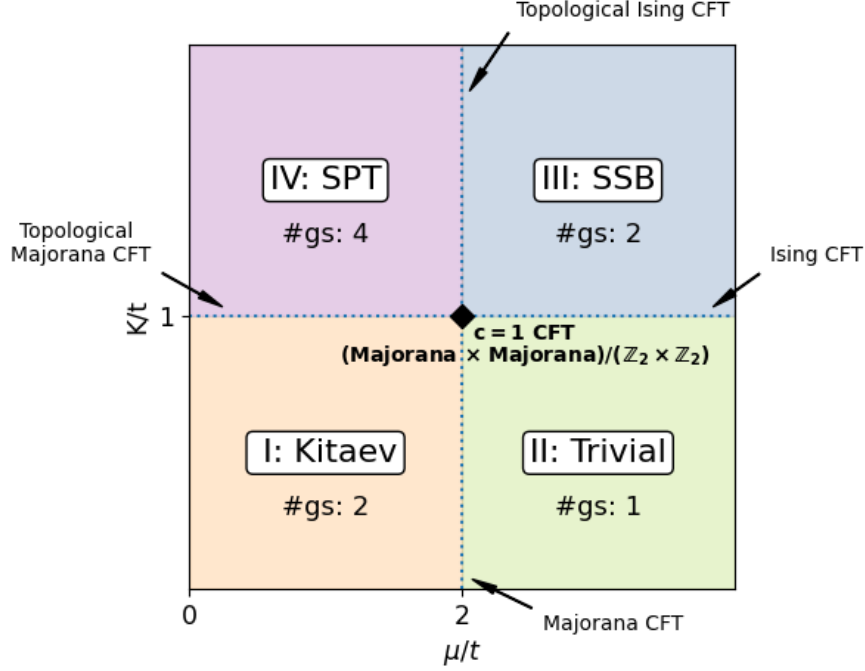 Topological Ising CFT
IV: SPT
#gs: 4
III: SSB
#gs: 2
Topological
Majorana CFT
Ising CFT
K/t
1
c = 1 CFT
(Majorana × Majorana)/(ℤ₂ × ℤ₂)
I: Kitaev
#gs: 2
II: Trivial
#gs: 1
0
2
Majorana CFT
μ/t